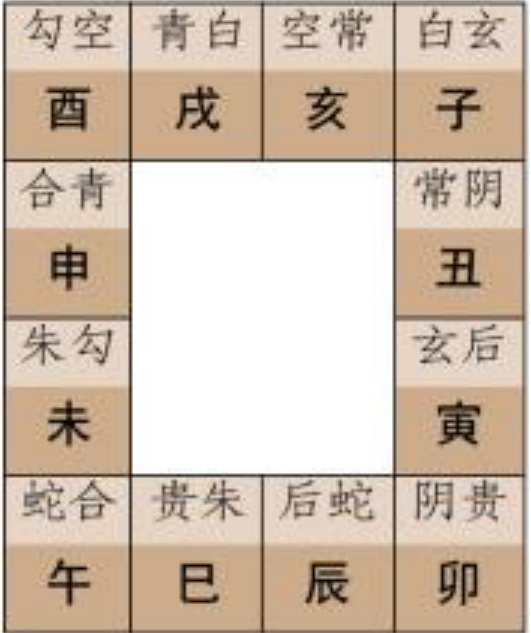 勾空 青白 空常 白玄
酉 戌 亥 子
合青 常阴
申 丑
朱勾 玄后
未 寅
蛇合 贵朱 后蛇 阴贵
午 巳 辰 卯